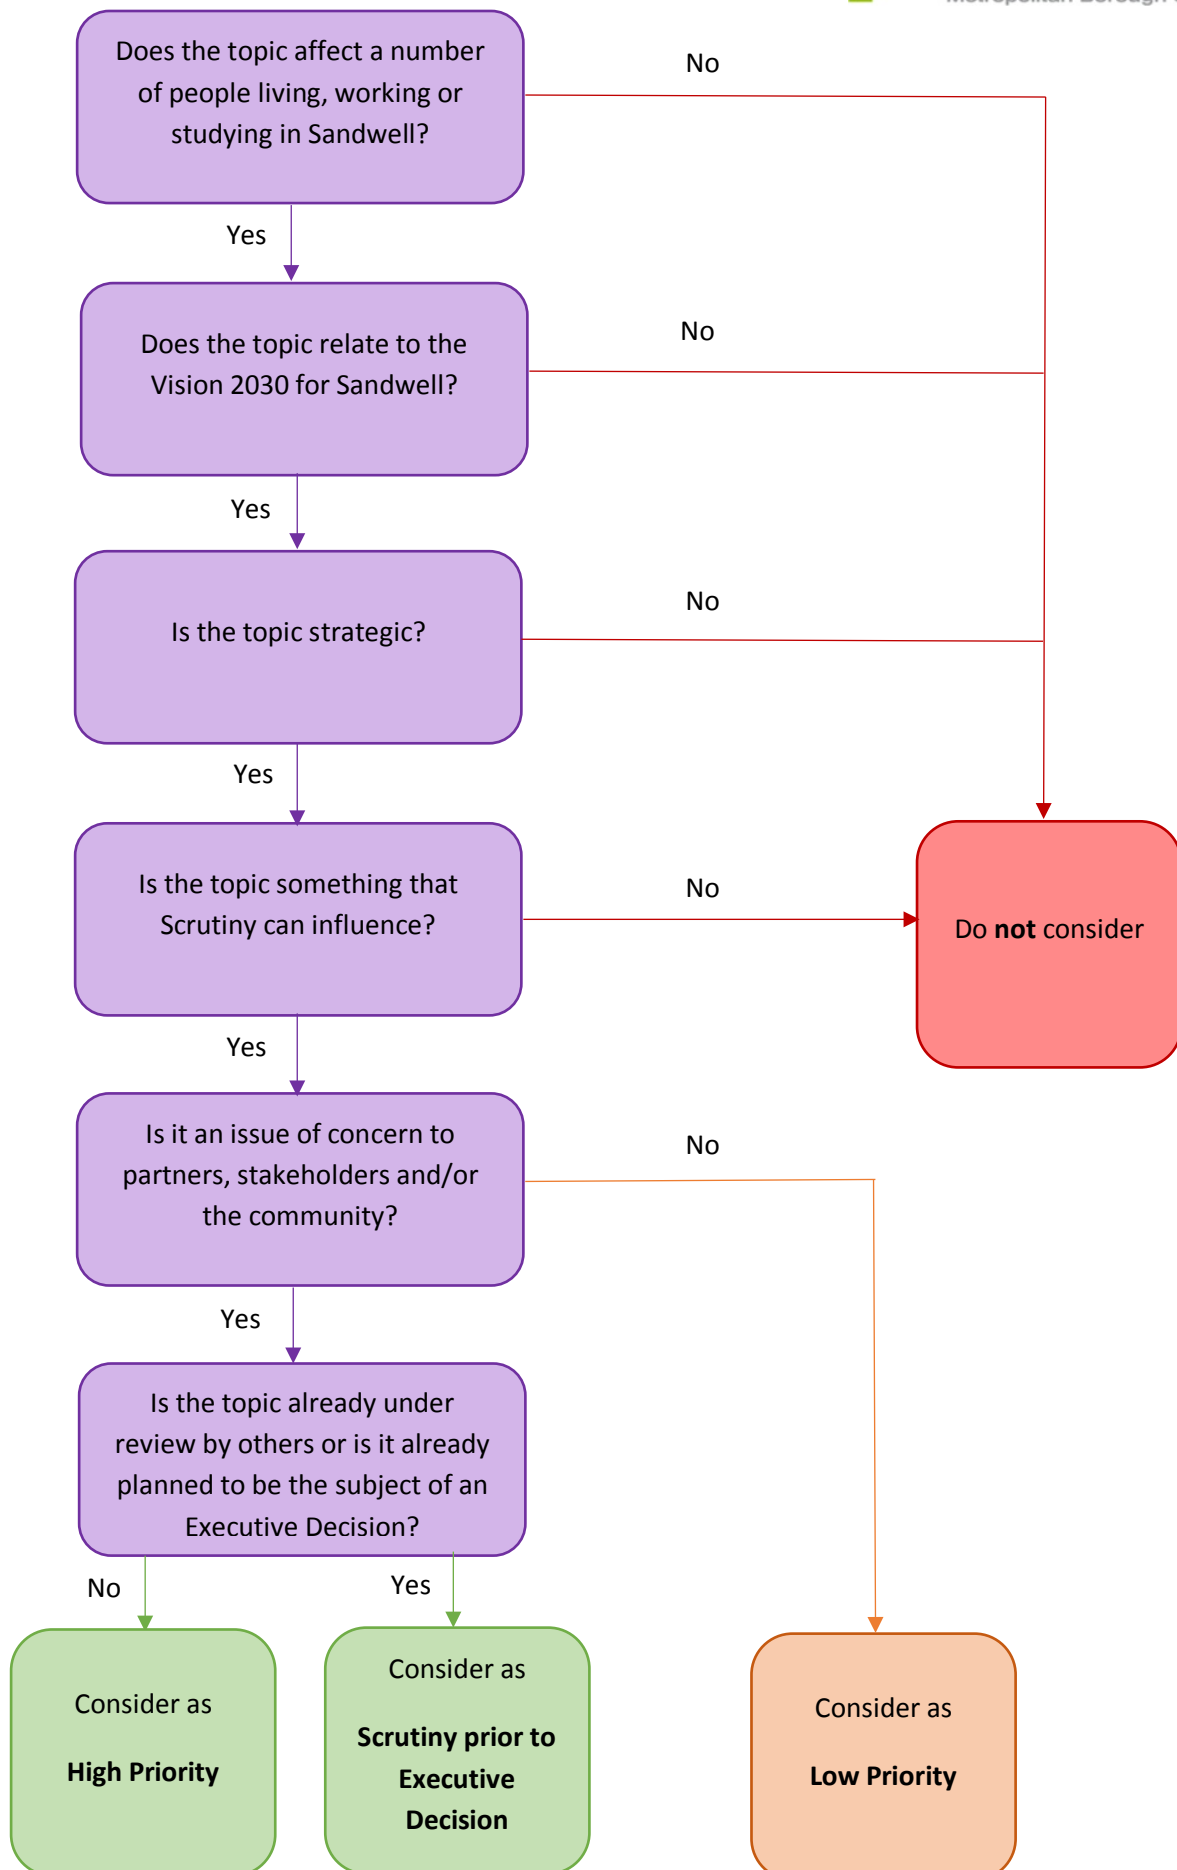 Does the topic affect a number
of people living, working or
studying in Sandwell?
No
Yes
Does the topic relate to the
Vision 2030 for Sandwell?
No
Yes
Is the topic strategic?
No
Yes
Is the topic something that
Scrutiny can influence?
No
Do not consider
Yes
Is it an issue of concern to
partners, stakeholders and/or
the community?
No
Yes
Is the topic already under
review by others or is it already
planned to be the subject of an
Executive Decision?
No
Yes
Consider as
High Priority
Consider as
Scrutiny prior to
Executive
Decision
Consider as
Low Priority